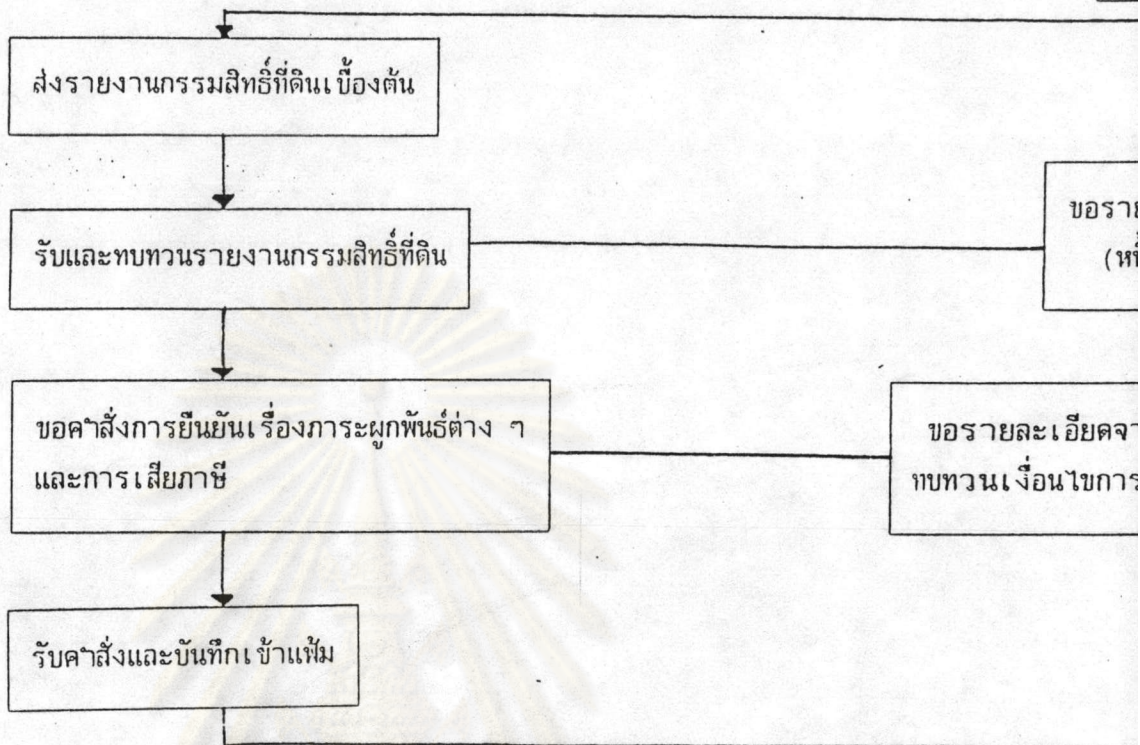 ส่งรายงานกรรมสิทธิ์ที่ดินเบื้องต้น
รับและทบทวนรายงานกรรมสิทธิ์ที่ดิน
ขอราย
(หนี้
ขอคำสั่งการยืนยันเรื่องภาระผูกพันธ์ต่าง ๆ
และการเสียภาษี
ขอรายละเอียดจา
ทบทวนเงื่อนไขการ
รับคำสั่งและบันทึกเข้าแฟ้ม